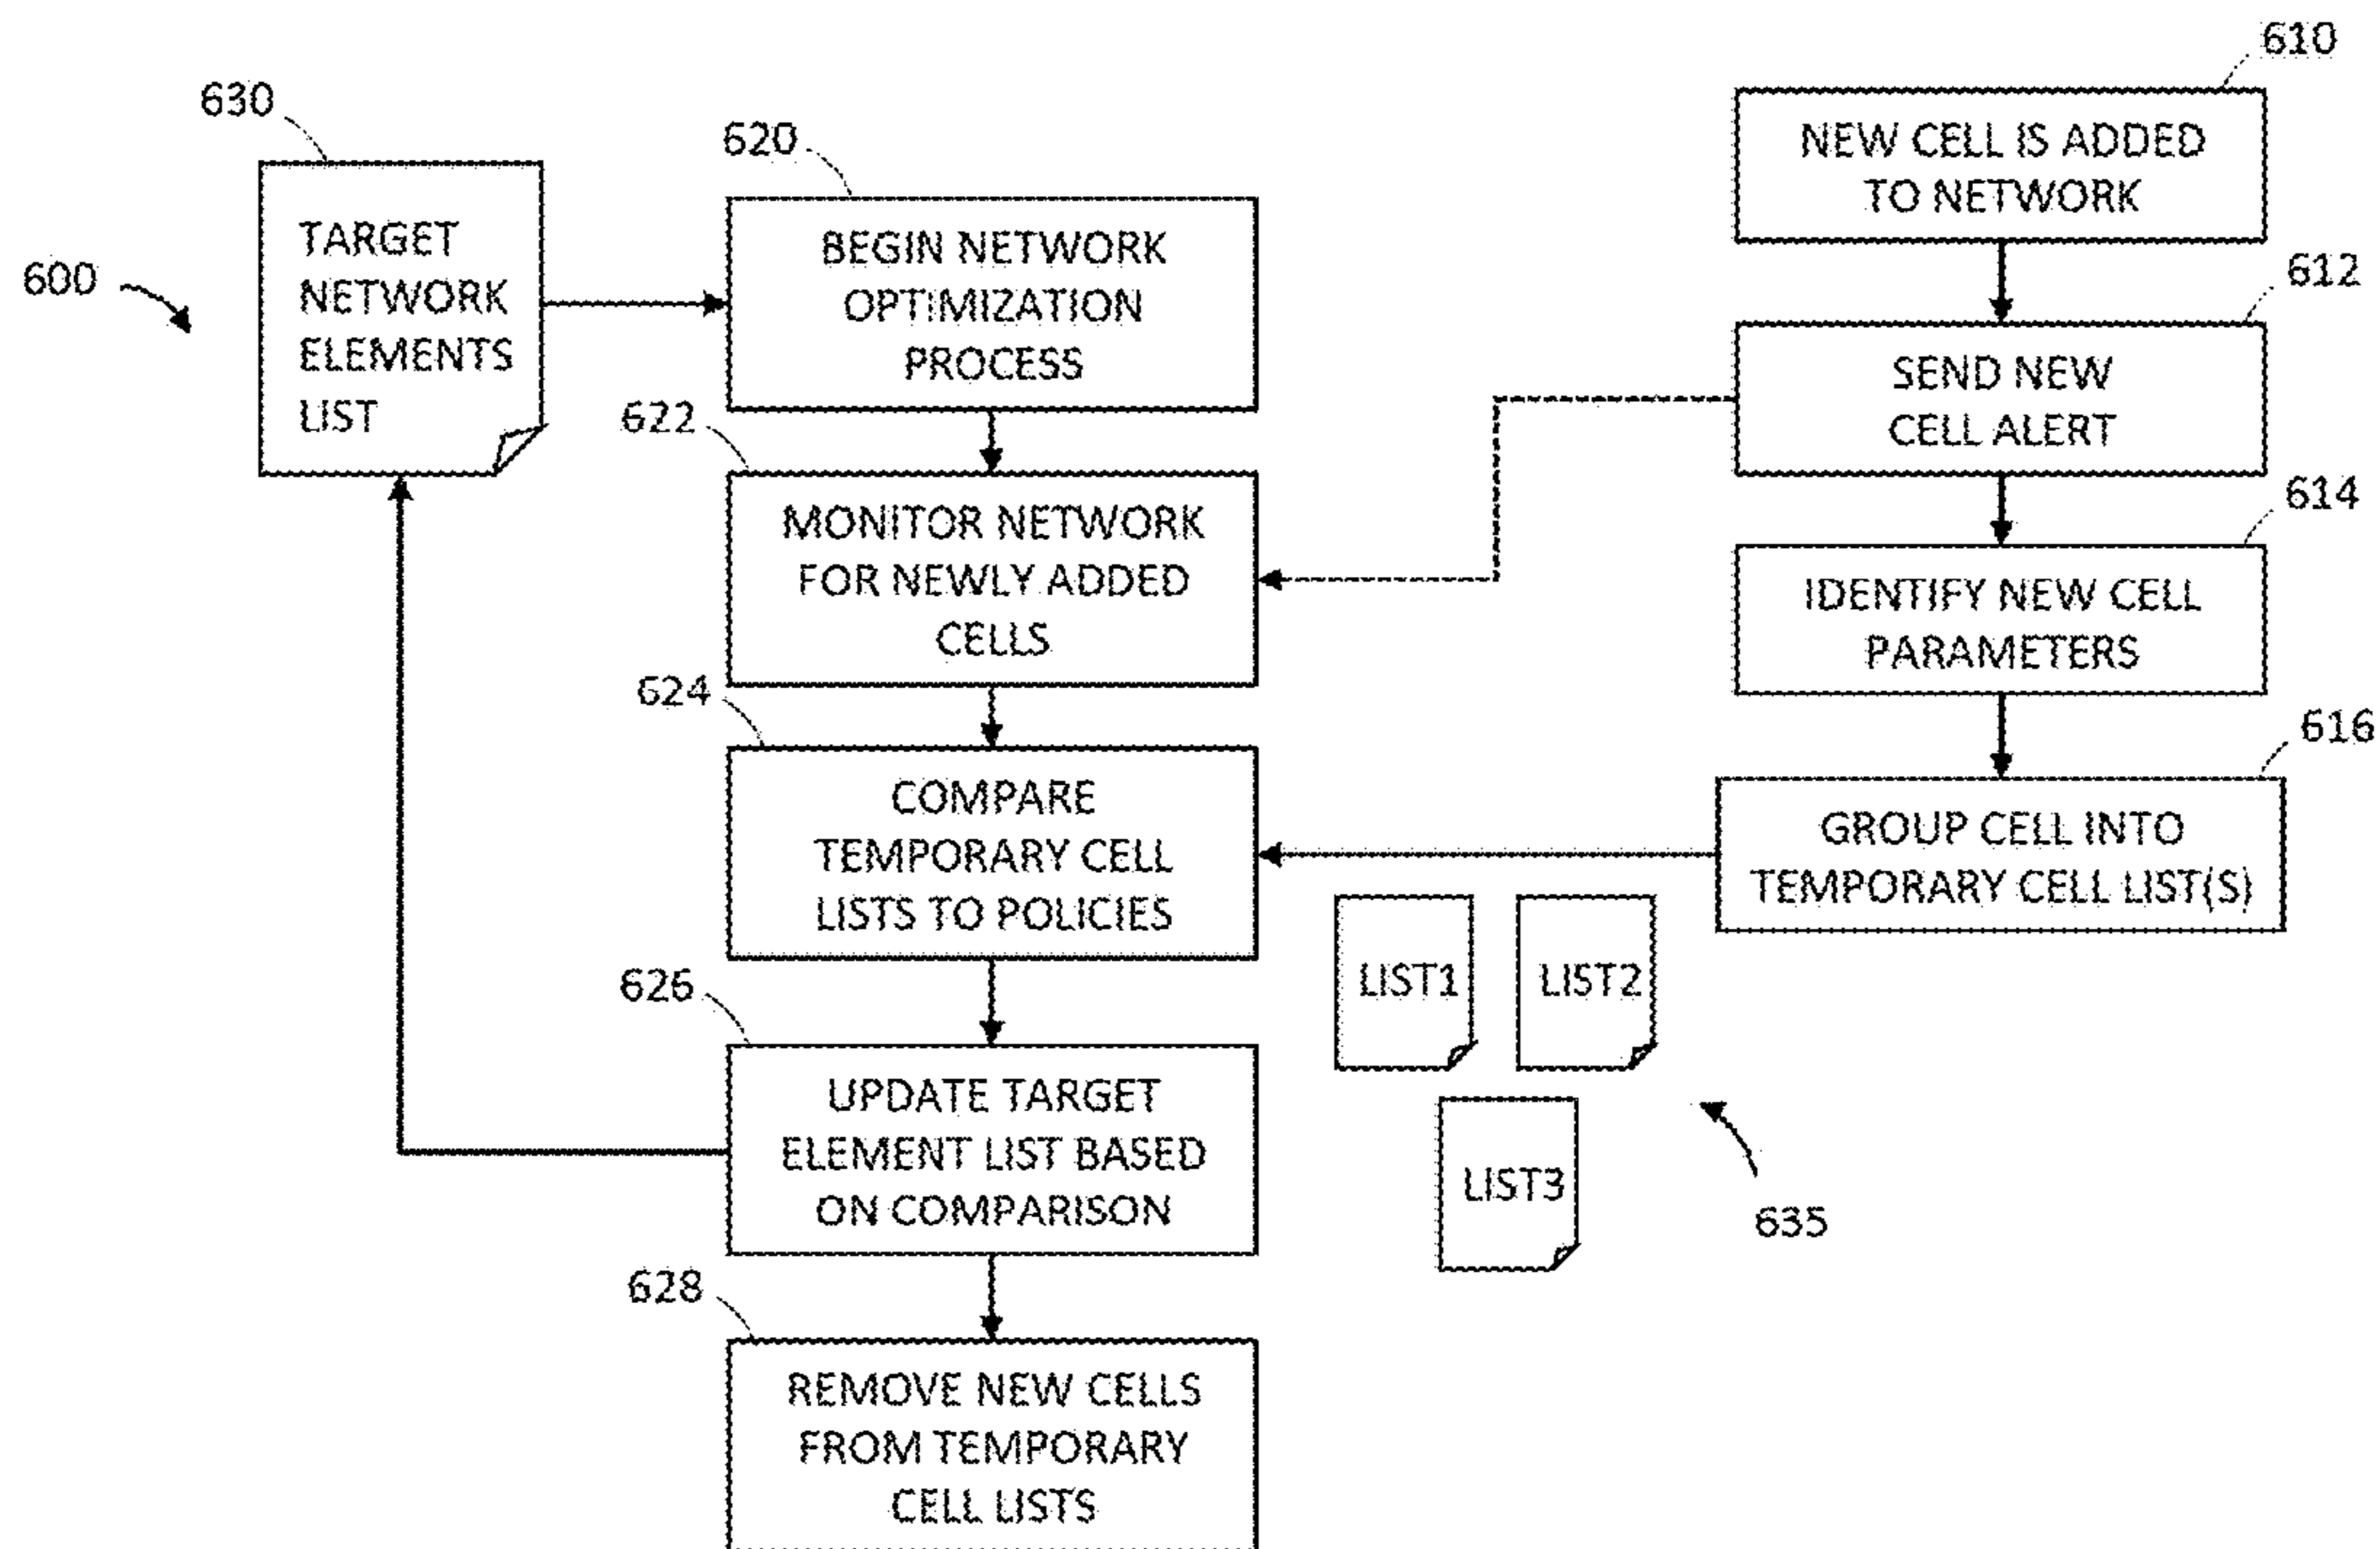 600
630
TARGET
NETWORK
ELEMENTS
LIST
620
BEGIN NETWORK
OPTIMIZATION
PROCESS
622
MONITOR NETWORK
FOR NEWLY ADDED
CELLS
624
COMPARE
TEMPORARY CELL
LISTS TO POLICIES
626
UPDATE TARGET
ELEMENT LIST BASED
ON COMPARISON
628
REMOVE NEW CELLS
FROM TEMPORARY
CELL LISTS
610
NEW CELL IS ADDED
TO NETWORK
612
SEND NEW
CELL ALERT
614
IDENTIFY NEW CELL
PARAMETERS
616
GROUP CELL INTO
TEMPORARY CELL LIST(S)
LIST1
LIST2
LIST3
635